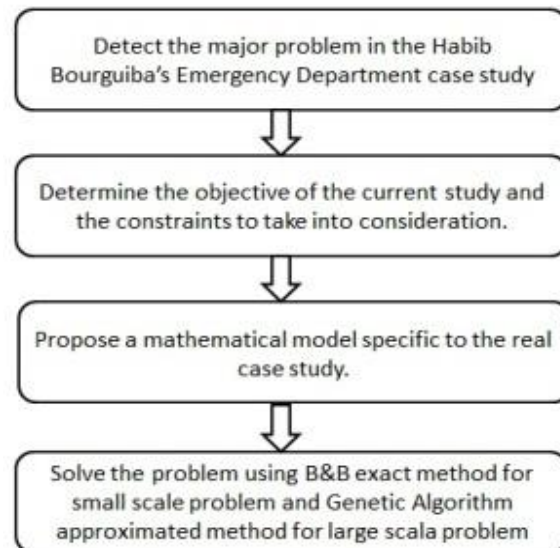 Detect the major problem in the Habib
Bourguiba's Emergency Department case study
Determine the objective of the current study and
the constraints to take into consideration.
Propose a mathematical model specific to the real
case study.
Solve the problem using B&B exact method for
small scale problem and Genetic Algorithm
approximated method for large scala problem